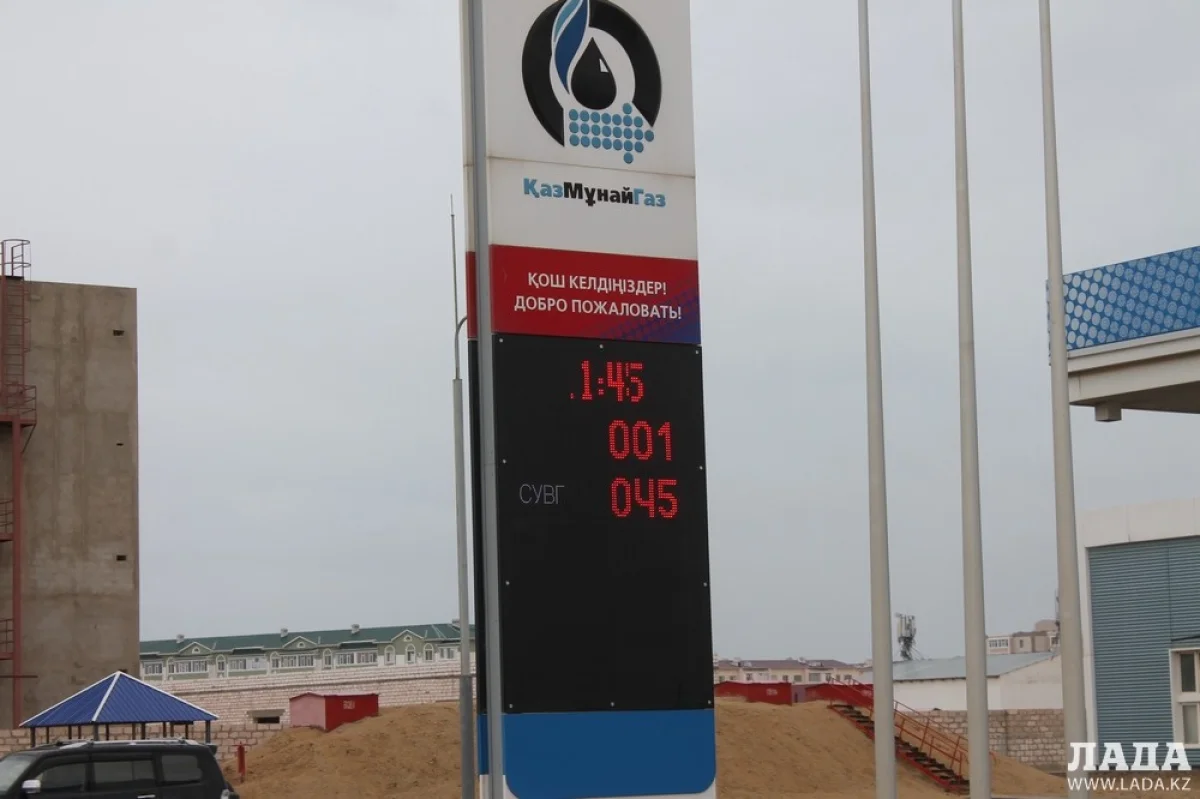 ҚазМұнайГаз
ҚОШ КЕЛДІҢІЗДЕР!
ДОБРО ПОЖАЛОВАТЬ!
1:45
001
СУВГ 045
ЛАДА
WWW.LADA.KZ